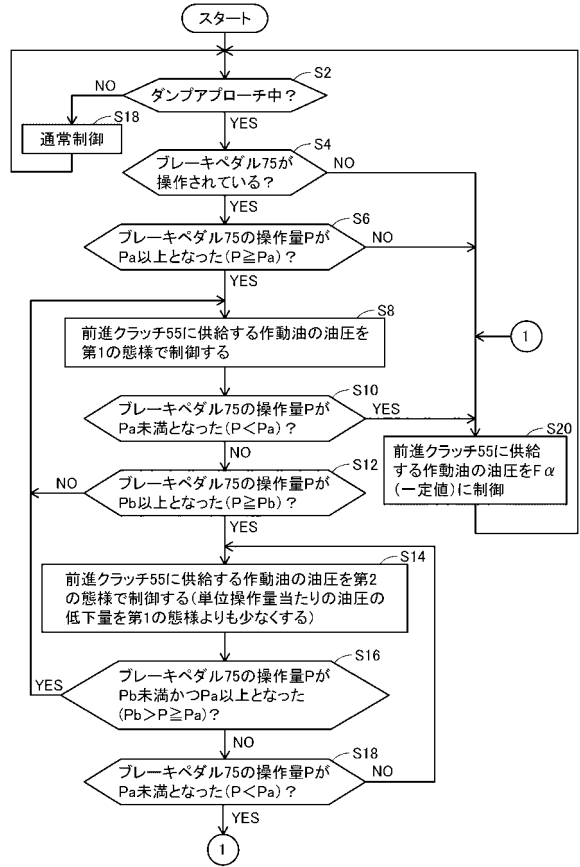 スタート
S2
ダンプアプローチ中?
NO
YES
S18
通常制御
S4
ブレーキペダル75が
操作されている?
NO
YES
S6
ブレーキペダル75の操作量Pが
Pa以上となった(P≧Pa)?
NO
YES
S8
前進クラッチ55に供給する作動油の油圧を
第1の態様で制御する
1
S10
ブレーキペダル75の操作量Pが
Pa未満となった(P<Pa)?
YES
NO
S20
前進クラッチ55に供給
する作動油の油圧をFα
(一定値)に制御
S12
ブレーキペダル75の操作量Pが
Pb以上となった(P≧Pb)?
NO
YES
S14
前進クラッチ55に供給する作動油の油圧を第2
の態様で制御する(単位操作量当たりの油圧の
低下量を第1の態様よりも少なくする)
S16
ブレーキペダル75の操作量Pが
Pb未満かつPa以上となった
(Pb>P≧Pa)?
YES
NO
S18
ブレーキペダル75の操作量Pが
Pa未満となった(P<Pa)?
NO
YES
1